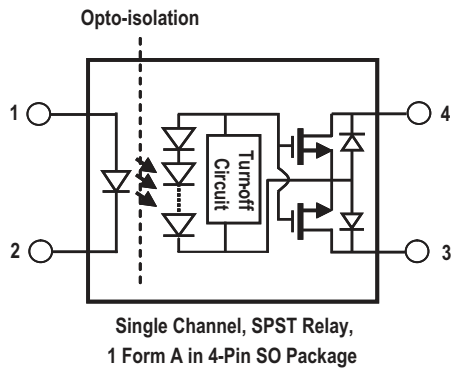 Opto-isolation
1
4
Turn-off
Circuit
2
3
Single Channel, SPST Relay,
1 Form A in 4-Pin SO Package